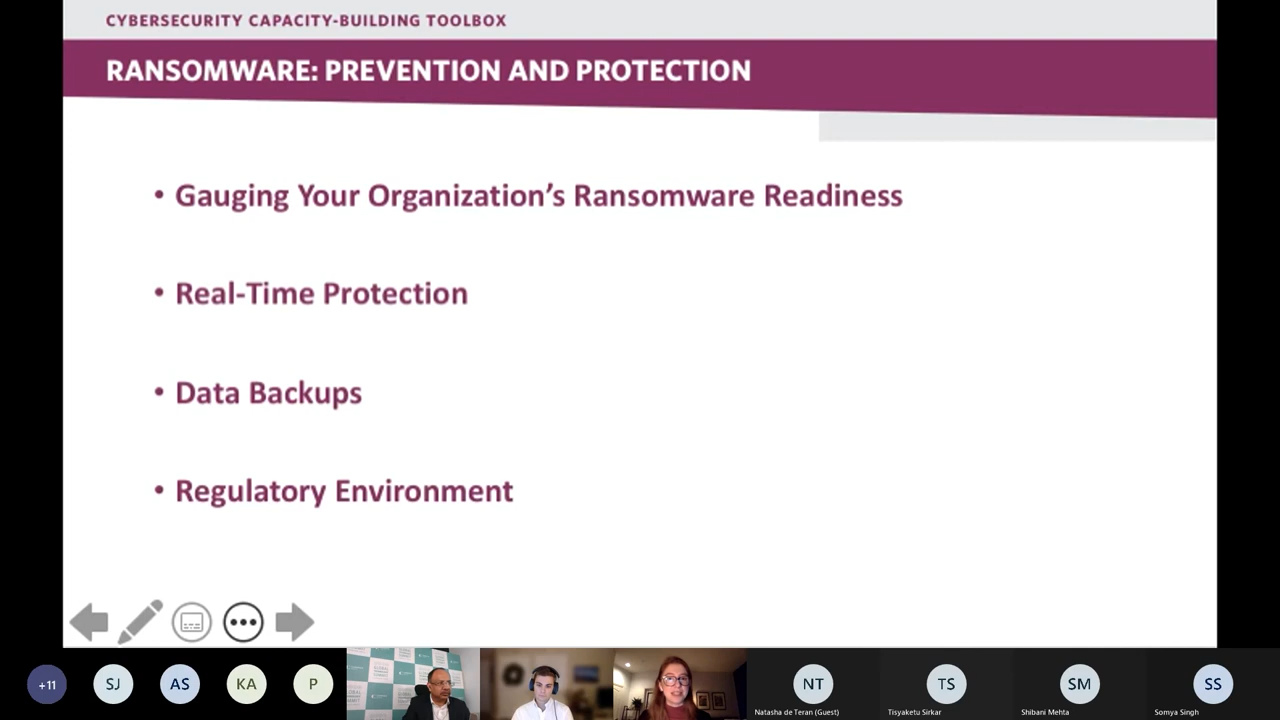 CYBERSECURITY CAPACITY-BUILDING TOOLBOX
RANSOMWARE: PREVENTION AND PROTECTION
• Gauging Your Organization’s Ransomware Readiness
• Real-Time Protection
• Data Backups
• Regulatory Environment
+11
SJ
AS
KA
P
NT
TS
SM
SS
Natasha de Teran (Guest)
Tisyaketu Sirkar
Shibani Mehta
Somya Singh